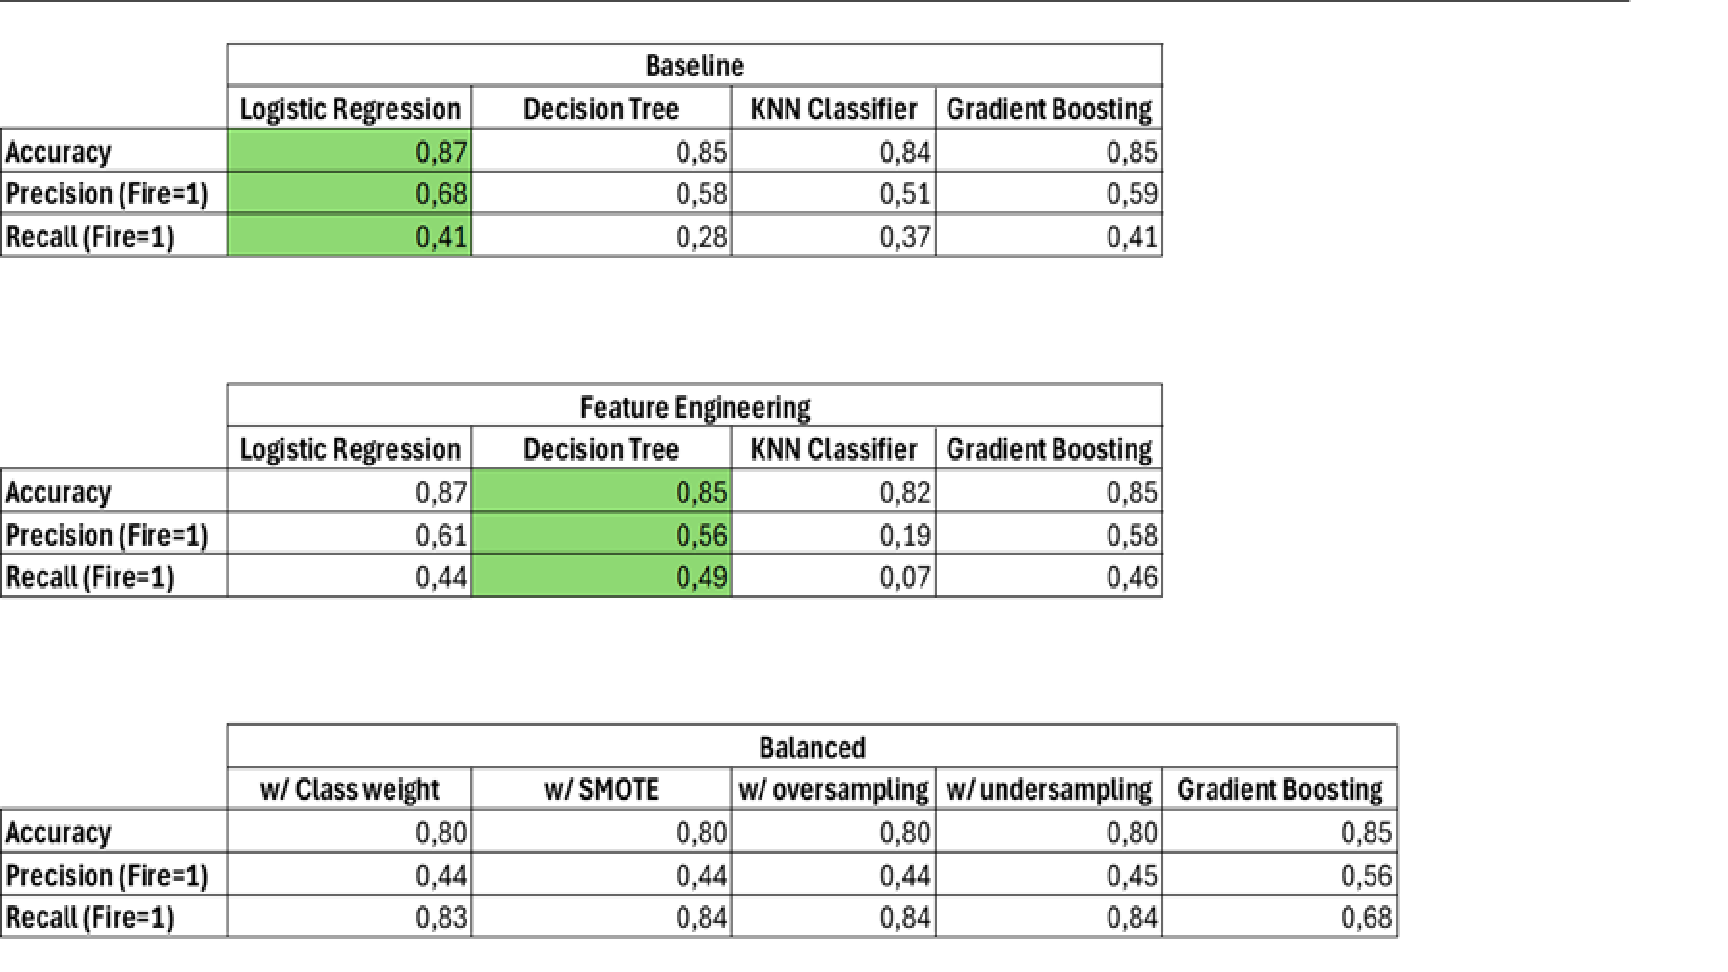 Baseline
Logistic Regression Decision Tree KNN Classifier Gradient Boosting
Accuracy 0,87 0,85 0,84 0,85
Precision (Fire=1) 0,68 0,58 0,51 0,59
Recall (Fire=1) 0,41 0,28 0,37 0,41
Feature Engineering
Logistic Regression Decision Tree KNN Classifier Gradient Boosting
Accuracy 0,87 0,85 0,82 0,85
Precision (Fire=1) 0,61 0,56 0,19 0,58
Recall (Fire=1) 0,44 0,49 0,07 0,46
Balanced
w/ Class weight w/ SMOTE w/ oversampling w/ undersampling Gradient Boosting
Accuracy 0,80 0,80 0,80 0,80 0,85
Precision (Fire=1) 0,44 0,44 0,44 0,45 0,56
Recall (Fire=1) 0,83 0,84 0,84 0,84 0,68